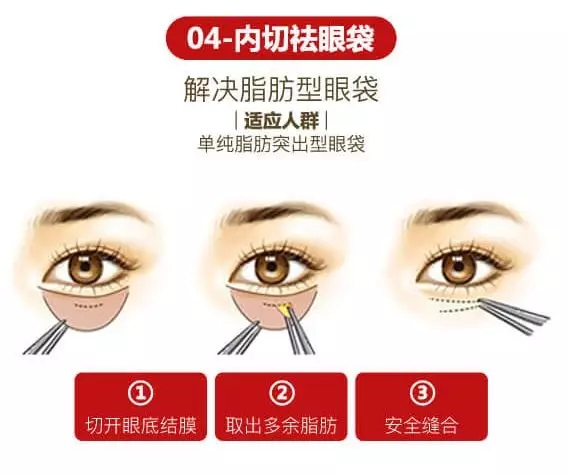 04-内切祛眼袋
解决脂肪型眼袋
|适应人群|
单纯脂肪突出型眼袋
① ② ③
切开眼底结膜 取出多余脂肪 安全缝合